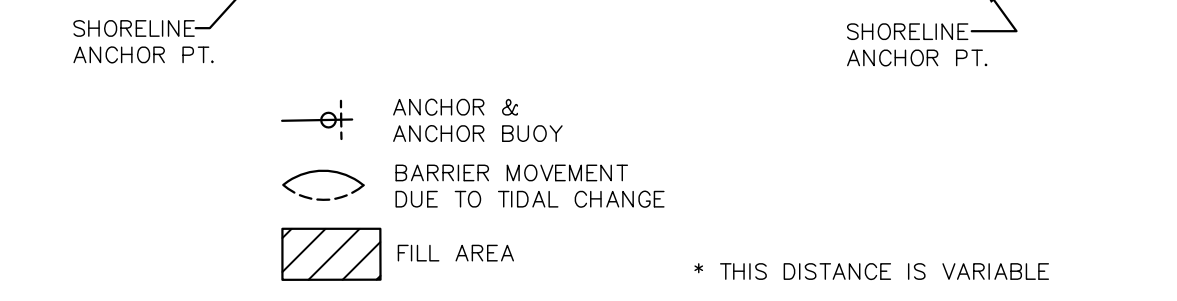 SHORELINE
ANCHOR PT.
SHORELINE
ANCHOR PT.
ANCHOR &
ANCHOR BUOY
BARRIER MOVEMENT
DUE TO TIDAL CHANGE
FILL AREA
* THIS DISTANCE IS VARIABLE